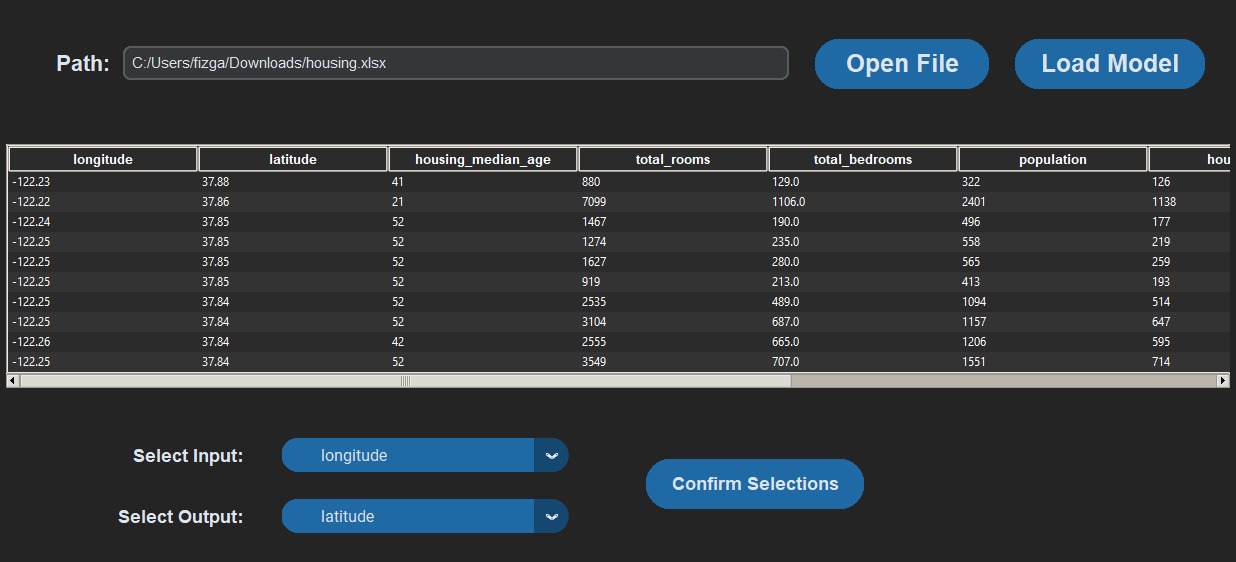 Path: C:/Users/fizga/Downloads/housing.xlsx Open File Load Model
longitude latitude housing_median_age total_rooms total_bedrooms population hou
-122.23 37.88 41 880 129.0 322 126
-122.22 37.86 21 7099 1106.0 2401 1138
-122.24 37.85 52 1467 190.0 496 177
-122.25 37.85 52 1274 235.0 558 219
-122.25 37.85 52 1627 280.0 565 259
-122.25 37.85 52 919 213.0 413 193
-122.25 37.84 52 2535 489.0 1094 514
-122.25 37.84 52 3104 687.0 1157 647
-122.26 37.84 42 2555 665.0 1206 595
-122.25 37.84 52 3549 707.0 1551 714
Select Input: longitude
Confirm Selections
Select Output: latitude